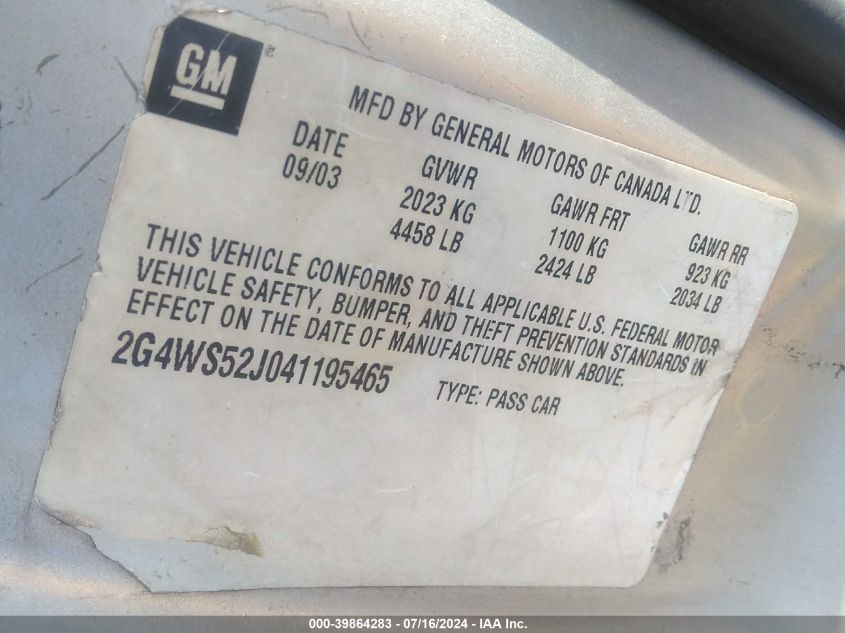 GM
MFD BY GENERAL MOTORS OF CANADA LTD.
DATE GVWR GAWR FRT GAWR RR
09/03 2023 KG 1100 KG 923 KG
4458 LB 2424 LB 2034 LB
THIS VEHICLE CONFORMS TO ALL APPLICABLE U.S. FEDERAL MOTOR
VEHICLE SAFETY, BUMPER, AND THEFT PREVENTION STANDARDS IN
EFFECT ON THE DATE OF MANUFACTURE SHOWN ABOVE.
2G4WS52J041195465 TYPE: PASS CAR
000-39864283 - 07/16/2024 - IAA Inc.